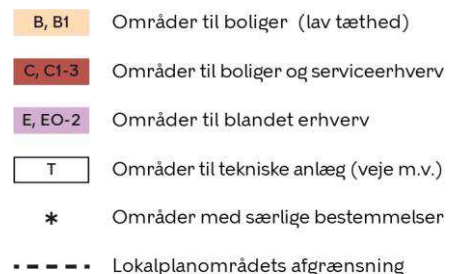 B, B1 Områder til boliger (lav tæthed)
C, C1-3 Områder til boliger og serviceerhverv
E, EO-2 Områder til blandet erhverv
T Områder til tekniske anlæg (veje m.v.)
* Områder med særlige bestemmelser
Lokalplanområdets afgrænsning